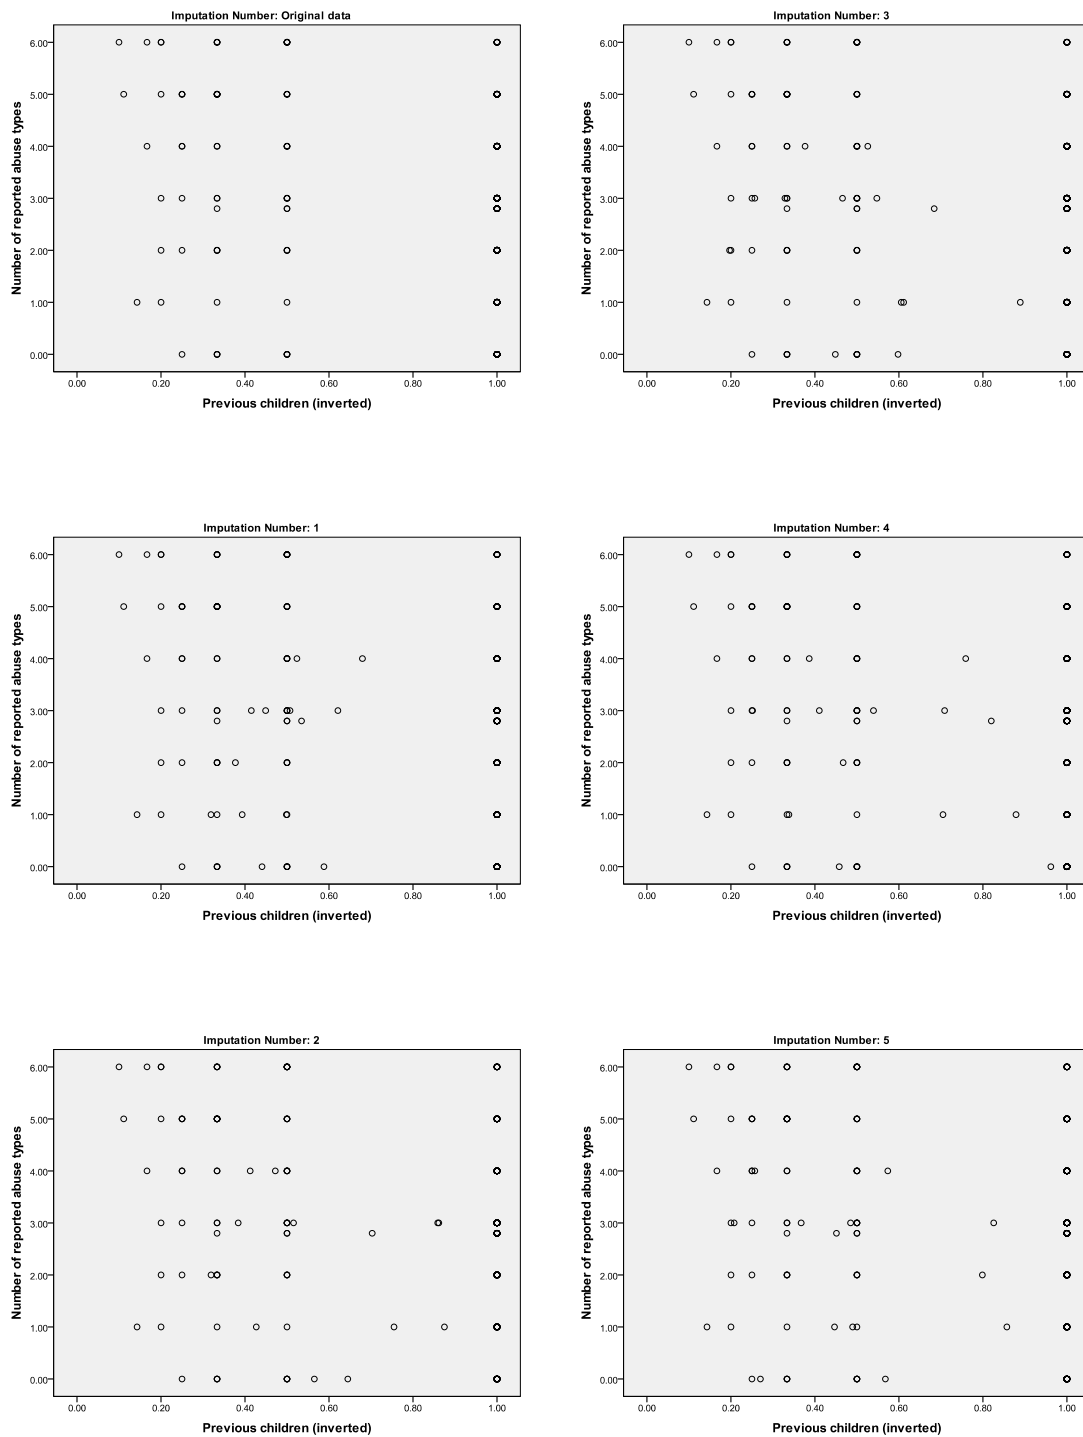 Imputation Number: Original data
Number of reported abuse types
6.00
5.00
4.00
3.00
2.00
1.00
0.00
0.00 0.20 0.40 0.60 0.80 1.00
Previous children (inverted)
Imputation Number: 3
Number of reported abuse types
6.00
5.00
4.00
3.00
2.00
1.00
0.00
0.00 0.20 0.40 0.60 0.80 1.00
Previous children (inverted)
Imputation Number: 1
Number of reported abuse types
6.00
5.00
4.00
3.00
2.00
1.00
0.00
0.00 0.20 0.40 0.60 0.80 1.00
Previous children (inverted)
Imputation Number: 4
Number of reported abuse types
6.00
5.00
4.00
3.00
2.00
1.00
0.00
0.00 0.20 0.40 0.60 0.80 1.00
Previous children (inverted)
Imputation Number: 2
Number of reported abuse types
6.00
5.00
4.00
3.00
2.00
1.00
0.00
0.00 0.20 0.40 0.60 0.80 1.00
Previous children (inverted)
Imputation Number: 5
Number of reported abuse types
6.00
5.00
4.00
3.00
2.00
1.00
0.00
0.00 0.20 0.40 0.60 0.80 1.00
Previous children (inverted)